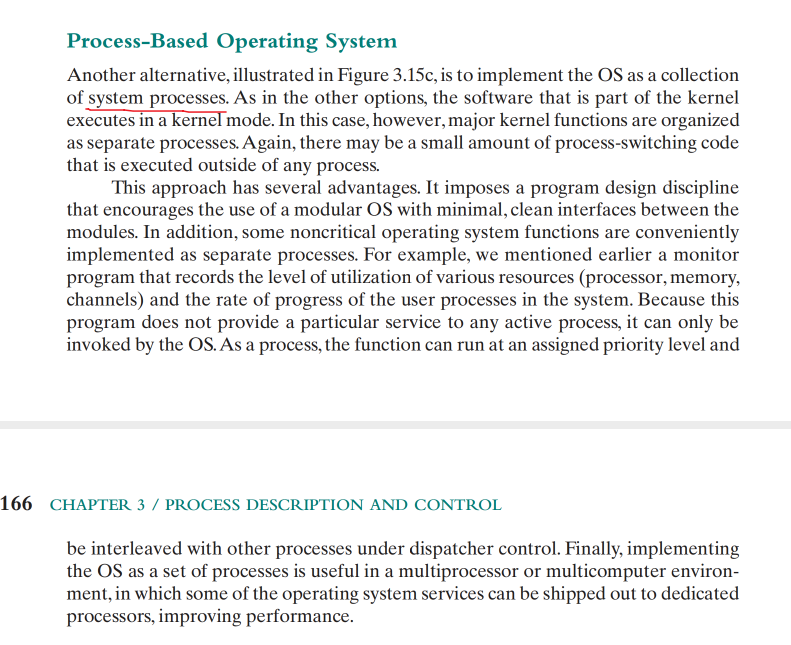 Process-Based Operating System
Another alternative, illustrated in Figure 3.15c, is to implement the OS as a collection
of system processes. As in the other options, the software that is part of the kernel
executes in a kernel mode. In this case, however, major kernel functions are organized
as separate processes. Again, there may be a small amount of process-switching code
that is executed outside of any process.
This approach has several advantages. It imposes a program design discipline
that encourages the use of a modular OS with minimal, clean interfaces between the
modules. In addition, some noncritical operating system functions are conveniently
implemented as separate processes. For example, we mentioned earlier a monitor
program that records the level of utilization of various resources (processor, memory,
channels) and the rate of progress of the user processes in the system. Because this
program does not provide a particular service to any active process, it can only be
invoked by the OS. As a process, the function can run at an assigned priority level and
166 CHAPTER 3 / PROCESS DESCRIPTION AND CONTROL
be interleaved with other processes under dispatcher control. Finally, implementing
the OS as a set of processes is useful in a multiprocessor or multicomputer environ-
ment, in which some of the operating system services can be shipped out to dedicated
processors, improving performance.